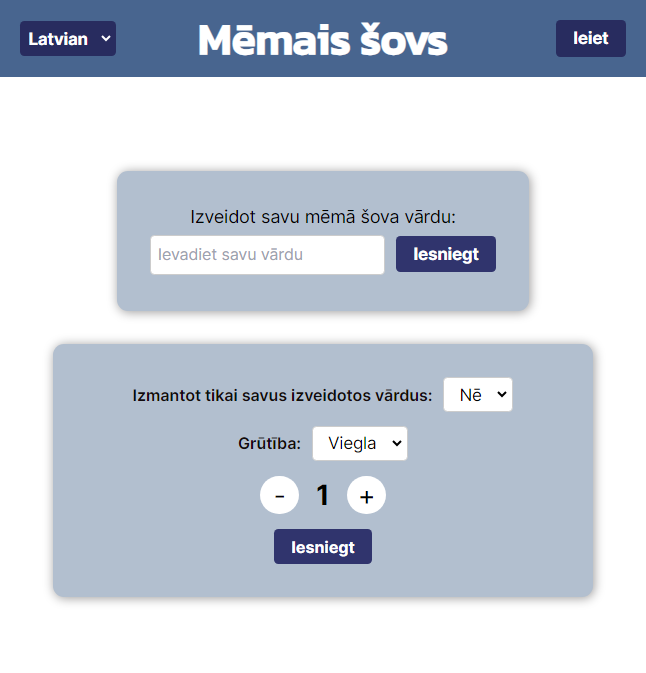 Latvian
Mēmais šovs
Ieiet
Izveidot savu mēmā šova vārdu:
Ievadiet savu vārdu
Iesniegt
Izmantot tikai savus izveidotos vārdus:
Nē
Grūtība:
Viegla
- 1 +
Iesniegt